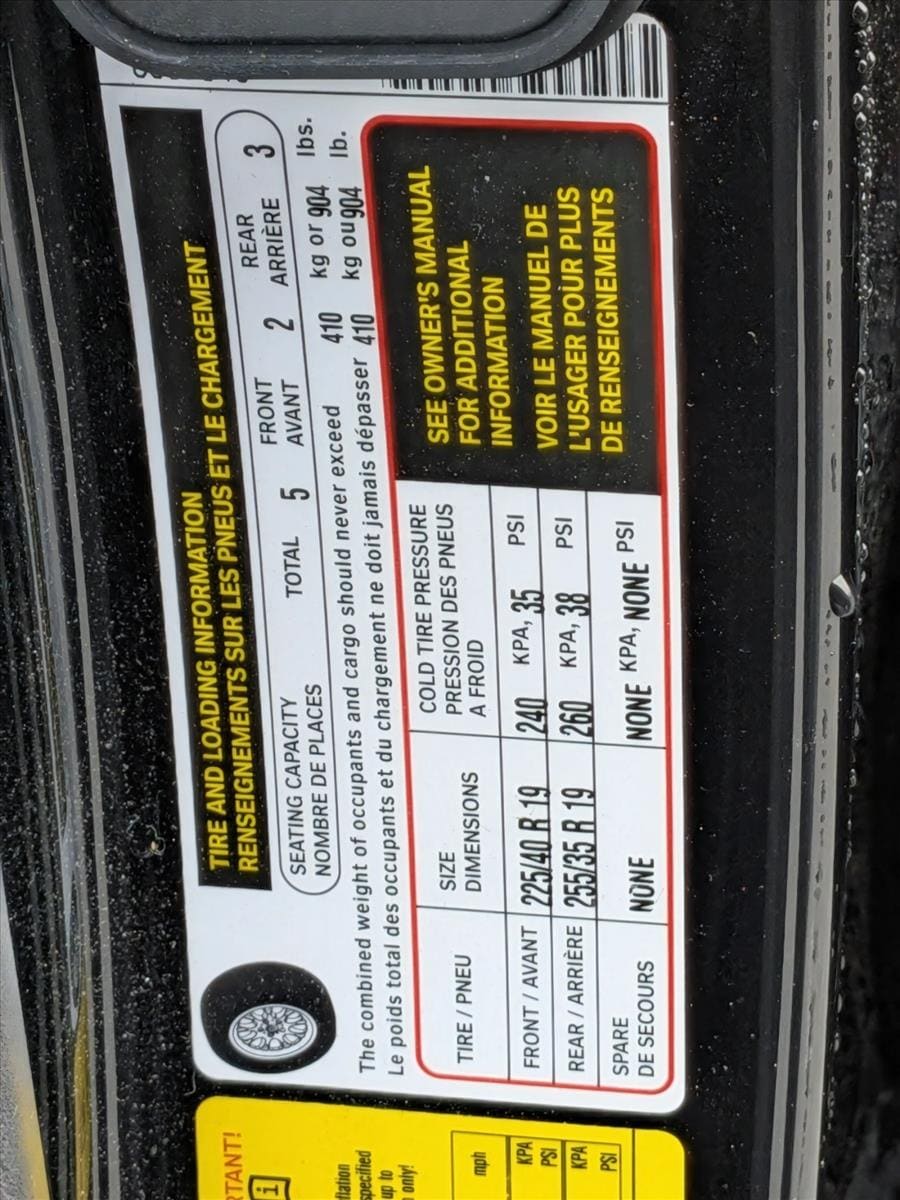 TIRE AND LOADING INFORMATION
RENSEIGNEMENTS SUR LES PNEUS ET LE CHARGEMENT
SEATING CAPACITY TOTAL 5 FRONT 2 REAR 3
NOMBRE DE PLACES AVANT ARRIÈRE
The combined weight of occupants and cargo should never exceed 410 kg or 904 lbs.
Le poids total des occupants et du chargement ne doit jamais dépasser 410 kg ou 904 lb.
TIRE / PNEU
SIZE
DIMENSIONS
COLD TIRE PRESSURE
PRESSION DES PNEUS
A FROID
FRONT / AVANT 225/40 R 19 240 KPA, 35 PSI
REAR / ARRIÈRE 255/35 R 19 260 KPA, 38 PSI
SPARE
DE SECOURS NONE NONE KPA, NONE PSI
SEE OWNER'S MANUAL
FOR ADDITIONAL
INFORMATION
VOIR LE MANUEL DE
L'USAGER POUR PLUS
DE RENSEIGNEMENTS
up to
only!
mph
KPA
PSI
KPA
PSI